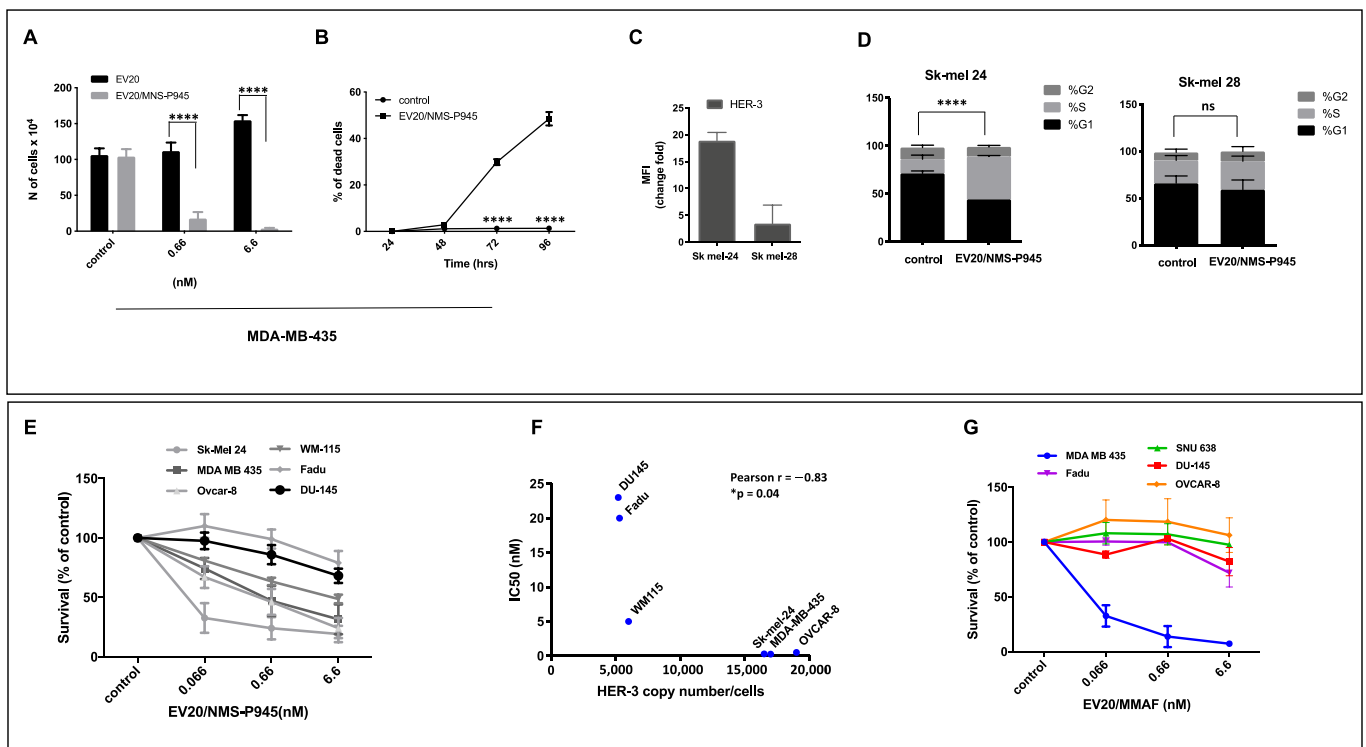 A
EV20
EV20/MNS-P945
N of cells x 10⁴
150
100
50
0
****
****
control
0.66
6.6
(nM)
B
control
EV20/NMS-P945
% of dead cells
60
50
40
30
20
10
0
****
****
24
48
72
96
Time (hrs)
MDA-MB-435
C
HER-3
MFI
(change fold)
25
20
15
10
5
0
Sk mel-24
Sk mel-28
D
Sk-mel 24
%G2
%S
%G1
150
100
50
0
****
control
EV20/NMS-P945
Sk-mel 28
%G2
%S
%G1
150
100
50
0
ns
control
EV20/NMS-P945
E
Sk-Mel 24
MDA MB 435
Ovcar-8
WM-115
Fadu
DU-145
Survival (% of control)
150
100
50
0
control
0.066
0.66
6.6
EV20/NMS-P945(nM)
F
Pearson r = −0.83
*p = 0.04
IC50 (nM)
25
20
15
10
5
0
DU145
Fadu
WM115
Sk-mel-24
MDA-MB-435
OVCAR-8
0
5,000
10,000
15,000
20,000
HER-3 copy number/cells
G
MDA MB 435
Fadu
SNU 638
DU-145
OVCAR-8
Survival (% of control)
150
100
50
0
control
0.066
0.66
6.6
EV20/MMAF (nM)